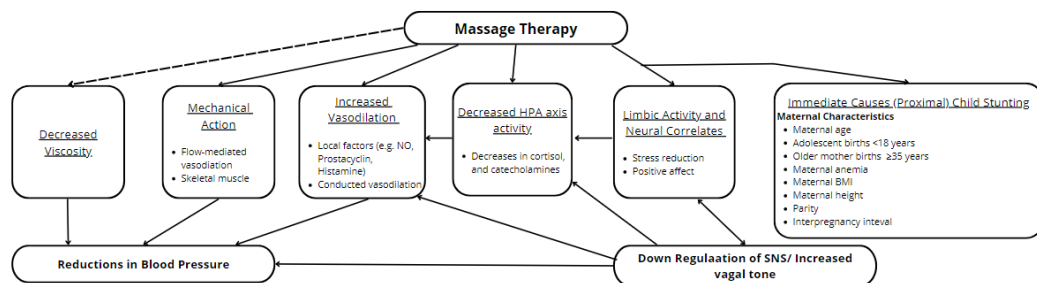 Massage Therapy
Decreased
Viscosity
Mechanical
Action
• Flow-mediated
vasodiation
• Skeletal muscle
Increased
Vasodilation
• Local factors (e.g. NO,
Prostacyclin,
Histamine)
• Conducted vasodilation
Decreased HPA axis
activity
• Decreases in cortisol,
and catecholamines
Limbic Activity and
Neural Correlates
• Stress reduction
• Positive affect
Immediate Causes (Proximal) Child Stunting
Maternal Characteristics
• Maternal age
• Adolescent births <18 years
• Older mother births ≥35 years
• Maternal anemia
• Maternal BMI
• Maternal height
• Parity
• Interpregnancy inteval
Reductions in Blood Pressure
Down Regulaation of SNS/ Increased
vagal tone